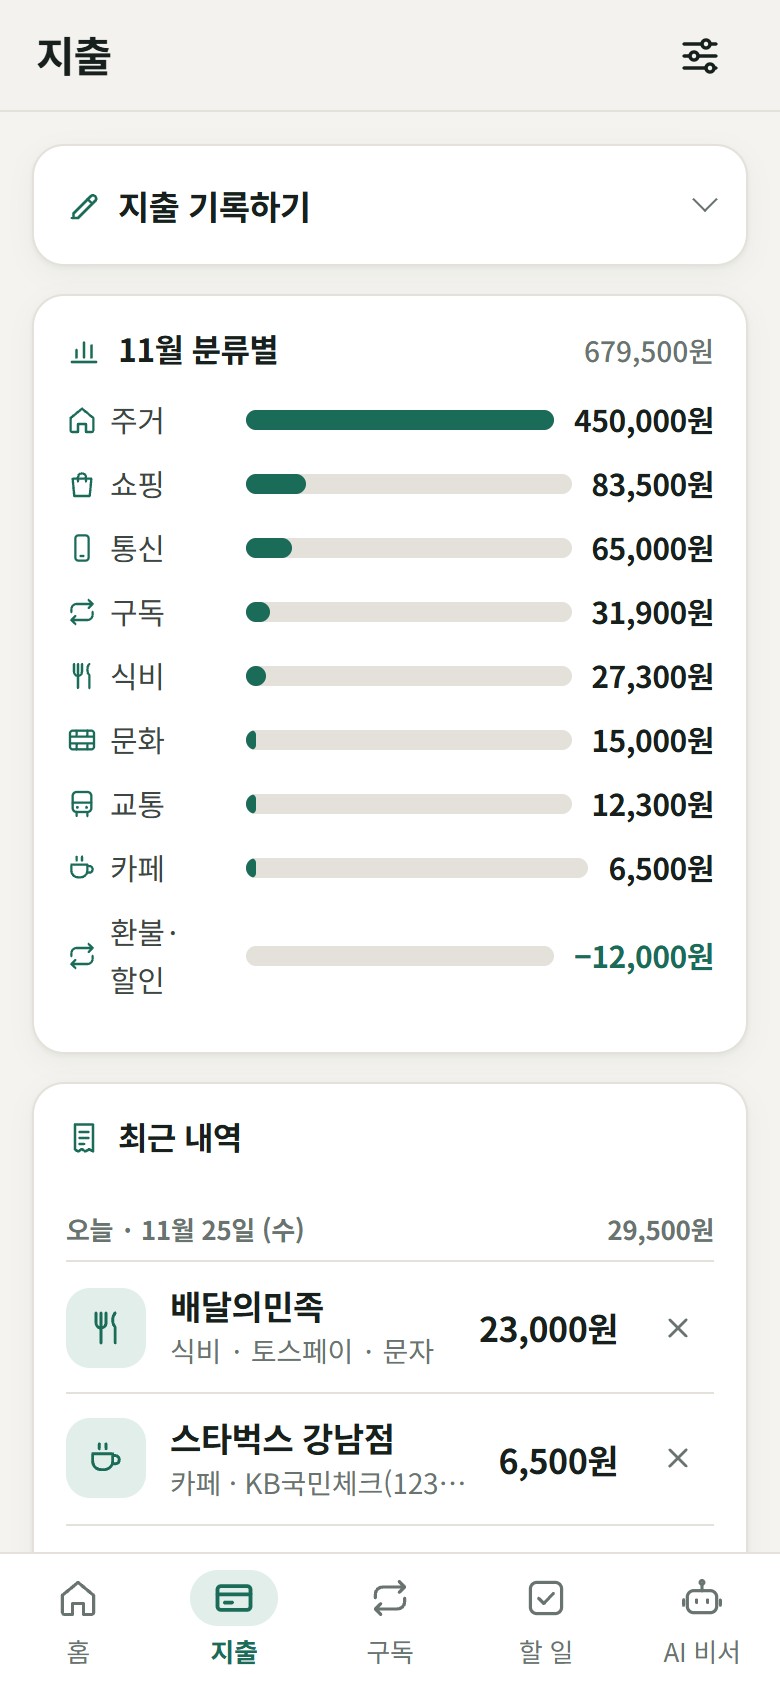 지출
지출 기록하기
11월 분류별 679,500원
주거 450,000원
쇼핑 83,500원
통신 65,000원
구독 31,900원
식비 27,300원
문화 15,000원
교통 12,300원
카페 6,500원
환불·
할인 −12,000원
최근 내역
오늘 · 11월 25일 (수) 29,500원
배달의민족
식비 · 토스페이 · 문자 23,000원
스타벅스 강남점
카페 · KB국민체크(123… 6,500원
홈 지출 구독 할 일 AI 비서